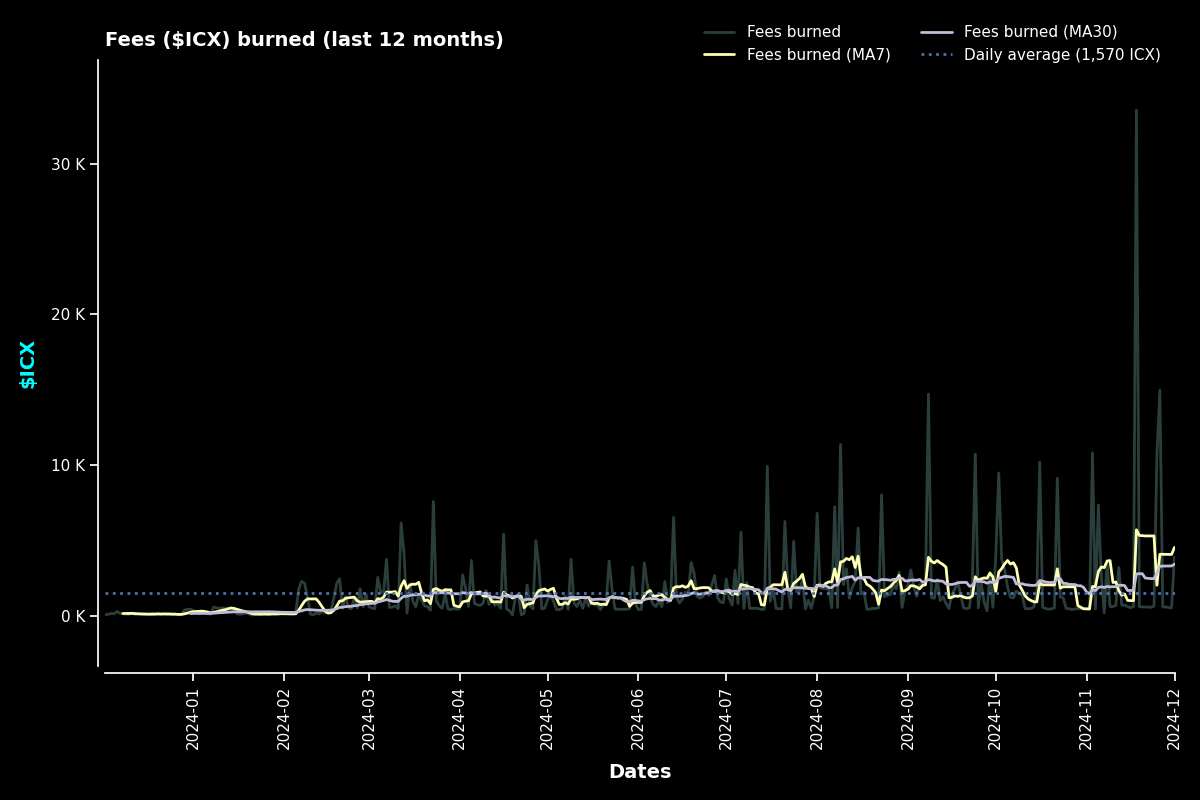 Fees ($ICX) burned (last 12 months)
Fees burned
Fees burned (MA7)
Fees burned (MA30)
Daily average (1,570 ICX)
$ICX
30 K
20 K
10 K
0 K
2024-01
2024-02
2024-03
2024-04
2024-05
2024-06
2024-07
2024-08
2024-09
2024-10
2024-11
2024-12
Dates